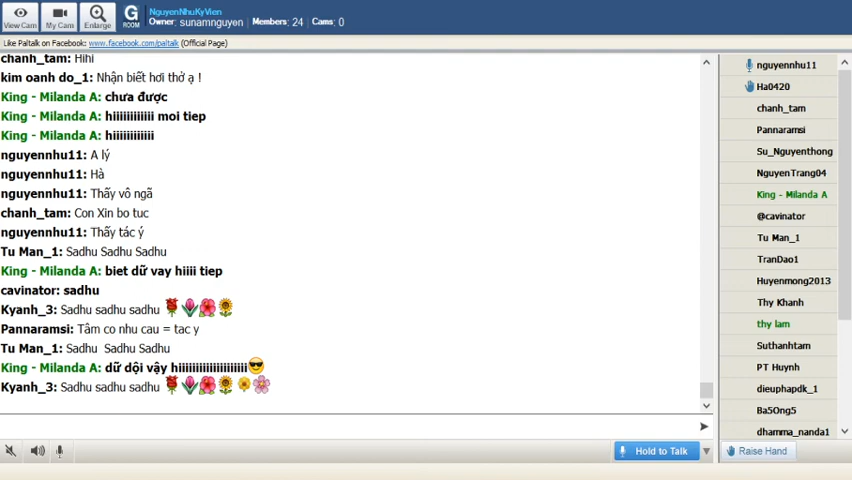 View Cam
My Cam
Enlarge
G
ROOM
NguyenNhuKyVien
Owner: sunamnguyen Members: 24 Cams: 0
Like Paltalk on Facebook: www.facebook.com/paltalk (Official Page)
chanh_tam: Hihi
kim oanh do_1: Nhận biết hơi thở ạ !
King - Milanda A: chưa được
King - Milanda A: hiiiiiiiiiiii moi tiep
King - Milanda A: hiiiiiiiiiiii
nguyennhu11: A lý
nguyennhu11: Hà
nguyennhu11: Thấy vô ngã
chanh_tam: Con Xin bo tuc
nguyennhu11: Thấy tác ý
Tu Man_1: Sadhu Sadhu Sadhu
King - Milanda A: biet dữ vay hiiii tiep
cavinator: sadhu
Kyanh_3: Sadhu sadhu sadhu
Pannaramsi: Tâm co nhu cau = tac y
Tu Man_1: Sadhu Sadhu Sadhu
King - Milanda A: dữ dội vậy hiiiiiiiiiiiiiiiiiiii
Kyanh_3: Sadhu sadhu sadhu
nguyennhu11
Ha0420
chanh_tam
Pannaramsi
Su_Nguyenthong
NguyenTrang04
King - Milanda A
@cavinator
Tu Man_1
TranDao1
Huyenmong2013
Thy Khanh
thy lam
Suthanhtam
PT Huynh
dieuphapdk_1
Ba5Ong5
dhamma_nanda1
Hold to Talk
Raise Hand